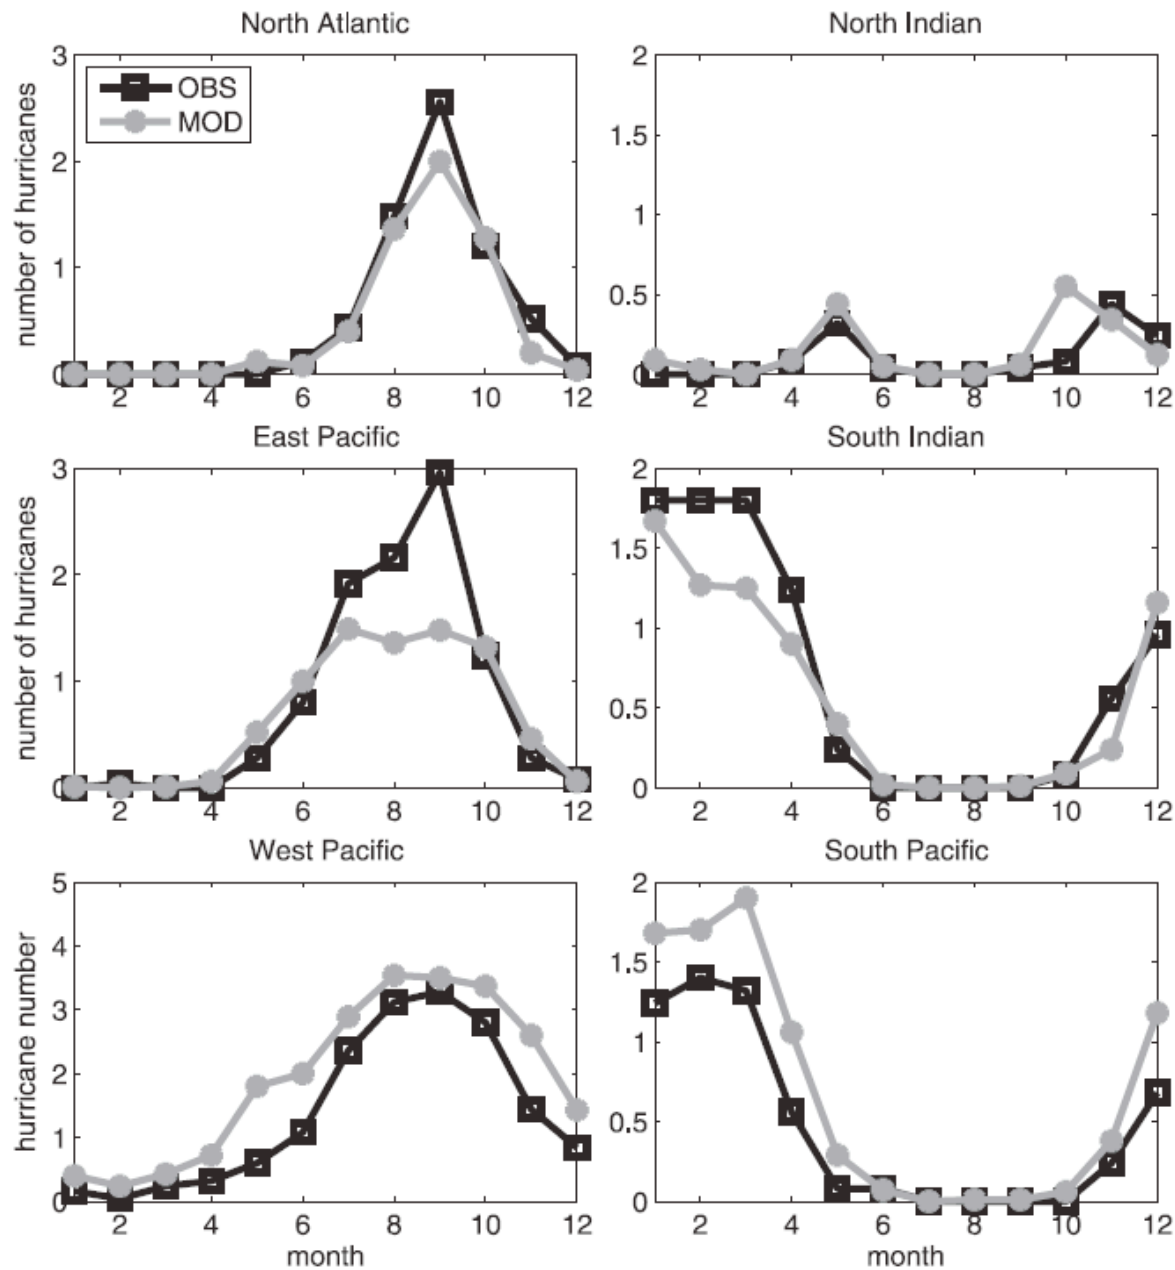 North Atlantic
number of hurricanes
3
2
1
0
OBS
MOD
2 4 6 8 10 12
North Indian
2
1.5
1
0.5
0
2 4 6 8 10 12
East Pacific
number of hurricanes
3
2
1
0
2 4 6 8 10 12
South Indian
2
1.5
1
0.5
0
2 4 6 8 10 12
West Pacific
hurricane number
5
4
3
2
1
0
2 4 6 8 10 12
month
South Pacific
2
1.5
1
0.5
0
2 4 6 8 10 12
month